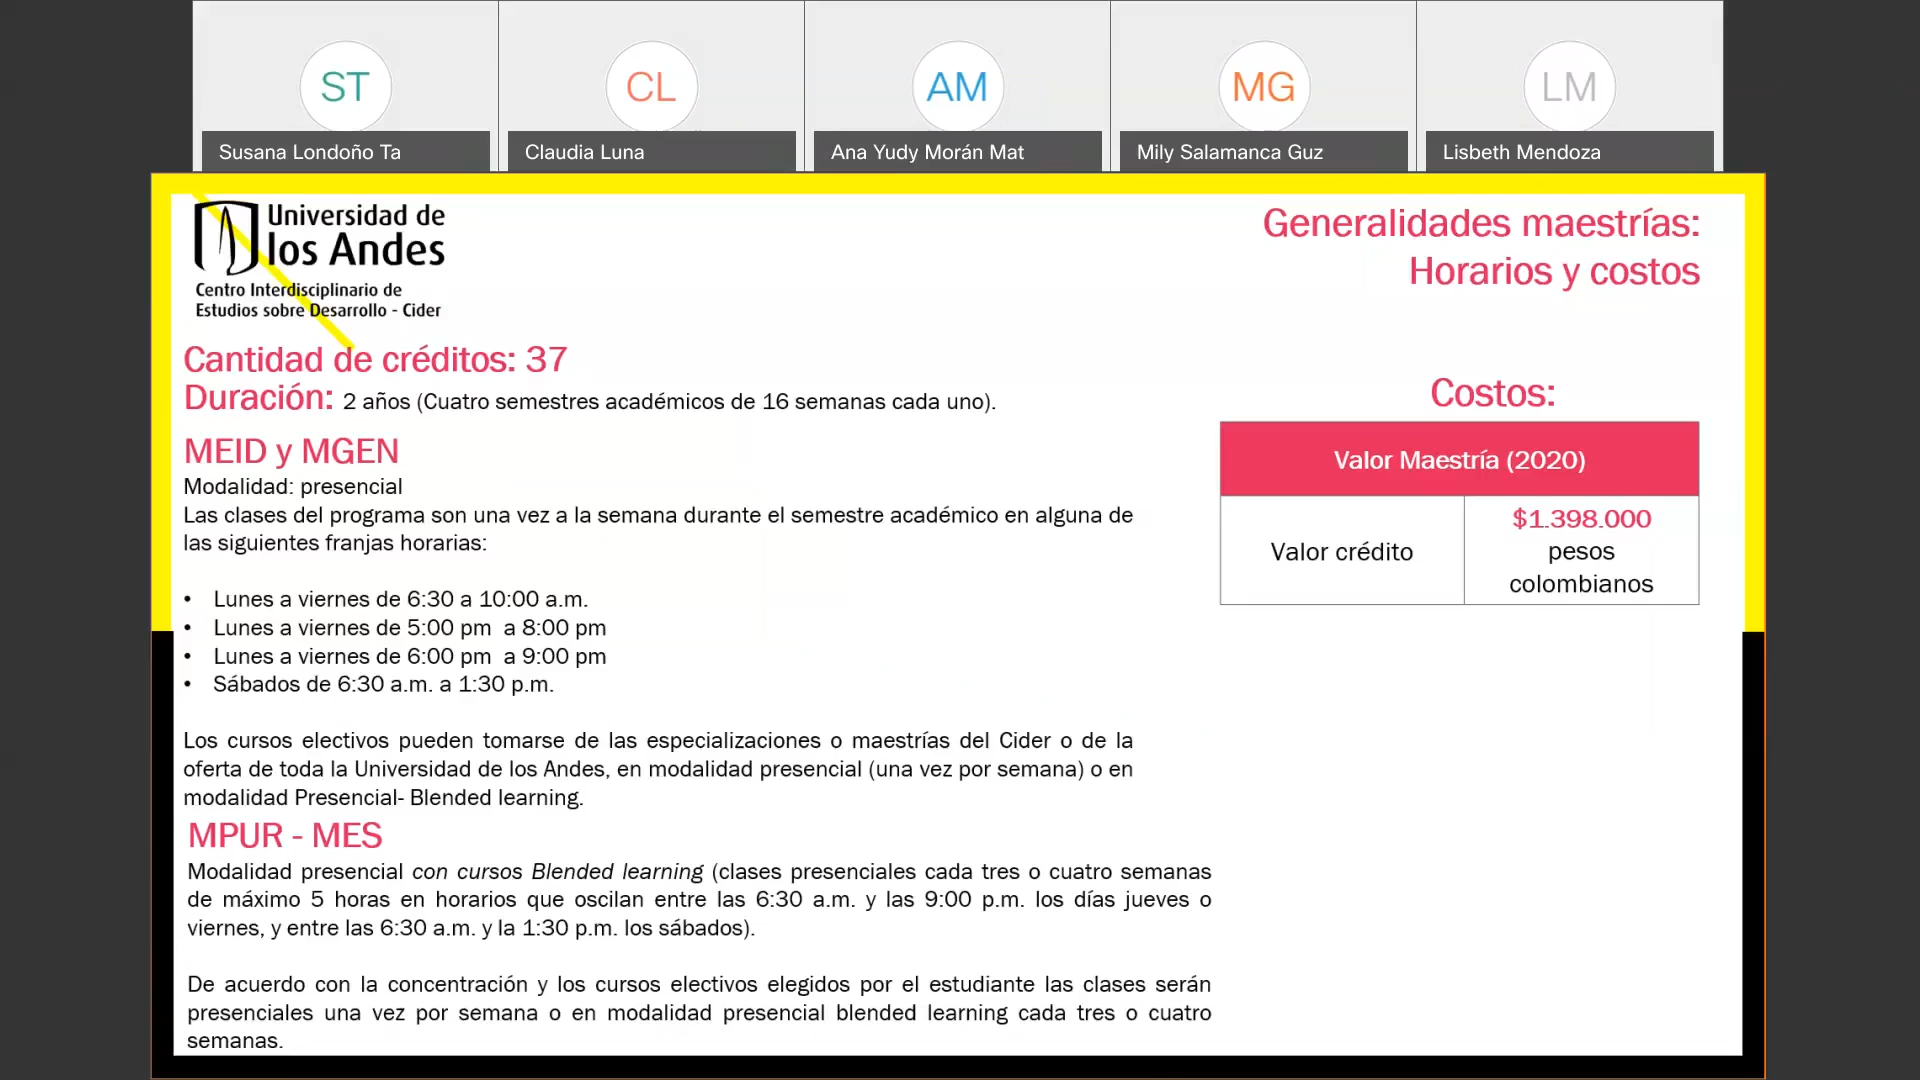 ST
CL
AM
MG
LM
Susana Londoño Ta
Claudia Luna
Ana Yudy Morán Mat
Mily Salamanca Guz
Lisbeth Mendoza
Universidad de
los Andes
Centro Interdisciplinario de
Estudios sobre Desarrollo - Cider
Generalidades maestrías:
Horarios y costos
Cantidad de créditos: 37
Duración: 2 años (Cuatro semestres académicos de 16 semanas cada uno).
MEID y MGEN
Modalidad: presencial
Las clases del programa son una vez a la semana durante el semestre académico en alguna de
las siguientes franjas horarias:
• Lunes a viernes de 6:30 a 10:00 a.m.
• Lunes a viernes de 5:00 pm a 8:00 pm
• Lunes a viernes de 6:00 pm a 9:00 pm
• Sábados de 6:30 a.m. a 1:30 p.m.
Los cursos electivos pueden tomarse de las especializaciones o maestrías del Cider o de la
oferta de toda la Universidad de los Andes, en modalidad presencial (una vez por semana) o en
modalidad Presencial- Blended learning.
MPUR - MES
Modalidad presencial con cursos Blended learning (clases presenciales cada tres o cuatro semanas
de máximo 5 horas en horarios que oscilan entre las 6:30 a.m. y las 9:00 p.m. los días jueves o
viernes, y entre las 6:30 a.m. y la 1:30 p.m. los sábados).
De acuerdo con la concentración y los cursos electivos elegidos por el estudiante las clases serán
presenciales una vez por semana o en modalidad presencial blended learning cada tres o cuatro
semanas.
Costos:
Valor Maestría (2020)
Valor crédito
$1.398.000
pesos
colombianos